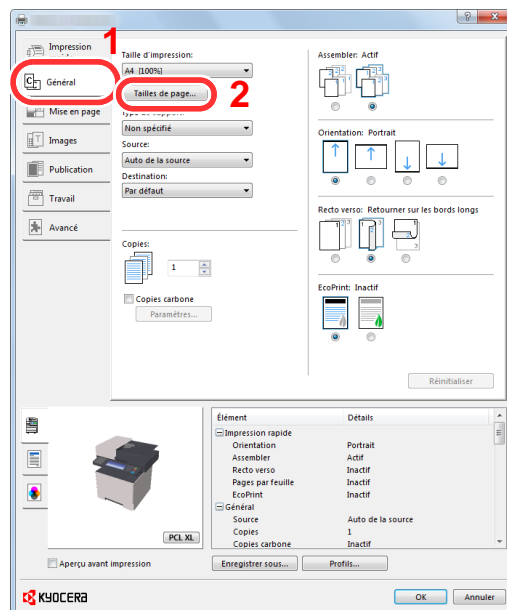 1
Impression
Général
Mise en page
Images
Publication
Travail
Avancé
Taille d'impression:
A4 [100%]
Tailles de page...
2
Non spécifié
Source:
Auto de la source
Destination:
Par défaut
Copies:
1
Copies carbone
Paramètres...
Assembler: Actif
Orientation: Portrait
Recto verso: Retourner sur les bords longs
EcoPrint: Inactif
Réinitialiser
PCL XL
Aperçu avant impression
Élément Détails
Impression rapide
Orientation Portrait
Assembler Actif
Recto verso Inactif
Pages par feuille Inactif
EcoPrint Inactif
Général
Source Auto de la source
Copies 1
Copies carbone Inactif
Enregistrer sous... Profils...
KYOCERA
OK Annuler